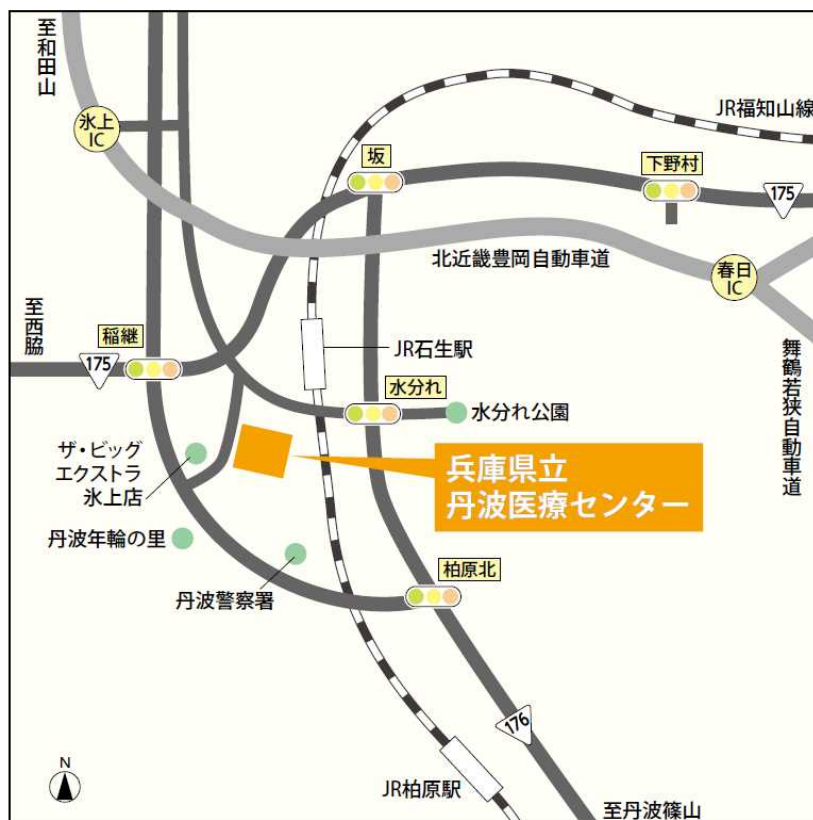 至和田山
氷上
IC
JR福知山線
坂
下野村
175
北近畿豊岡自動車道
春日
IC
至西脇
稲継
175
JR石生駅
水分れ
水分れ公園
舞鶴若狭自動車道
ザ・ビッグ
エクストラ
氷上店
兵庫県立
丹波医療センター
丹波年輪の里
丹波警察署
柏原北
176
N
JR柏原駅
至丹波篠山